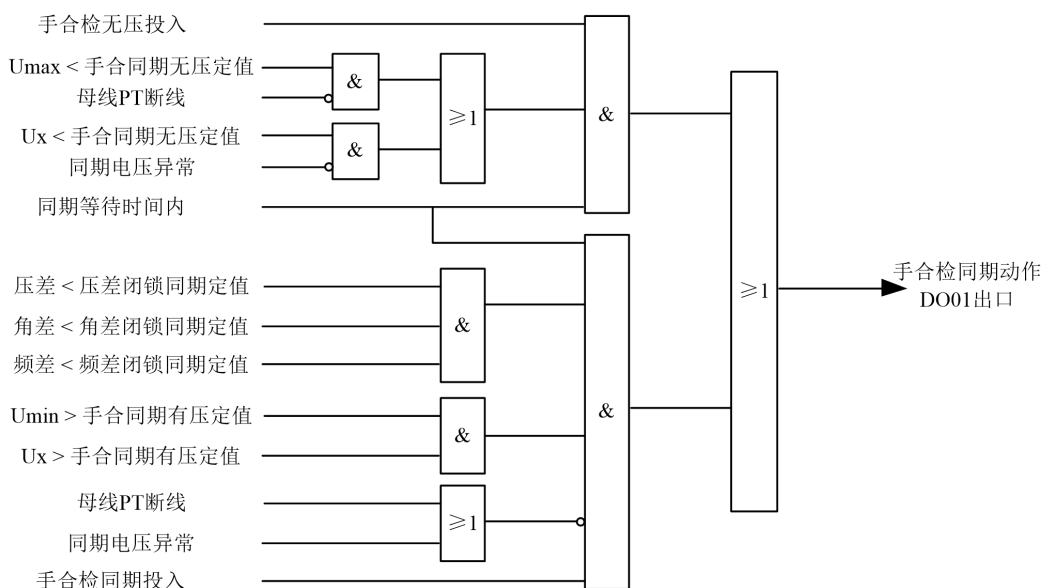 手合检无压投入
Umax < 手合同期无压定值
母线PT断线
&
Ux < 手合同期无压定值
同期电压异常
&
≥1
&
同期等待时间内
压差 < 压差闭锁同期定值
角差 < 角差闭锁同期定值
频差 < 频差闭锁同期定值
&
Umin > 手合同期有压定值
Ux > 手合同期有压定值
&
母线PT断线
同期电压异常
≥1
手合检同期投入
&
≥1
手合检同期动作
DO01出口